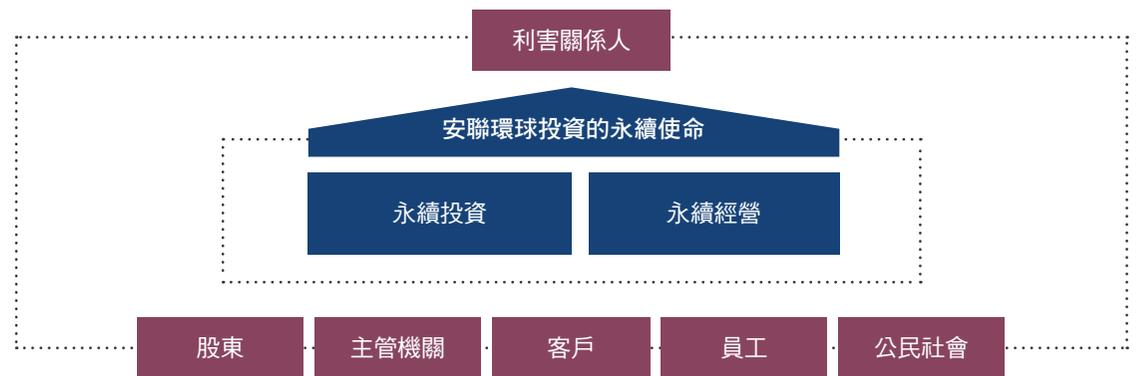 利害關係人
安聯環球投資的永續使命
永續投資
永續經營
股東
主管機關
客戶
員工
公民社會